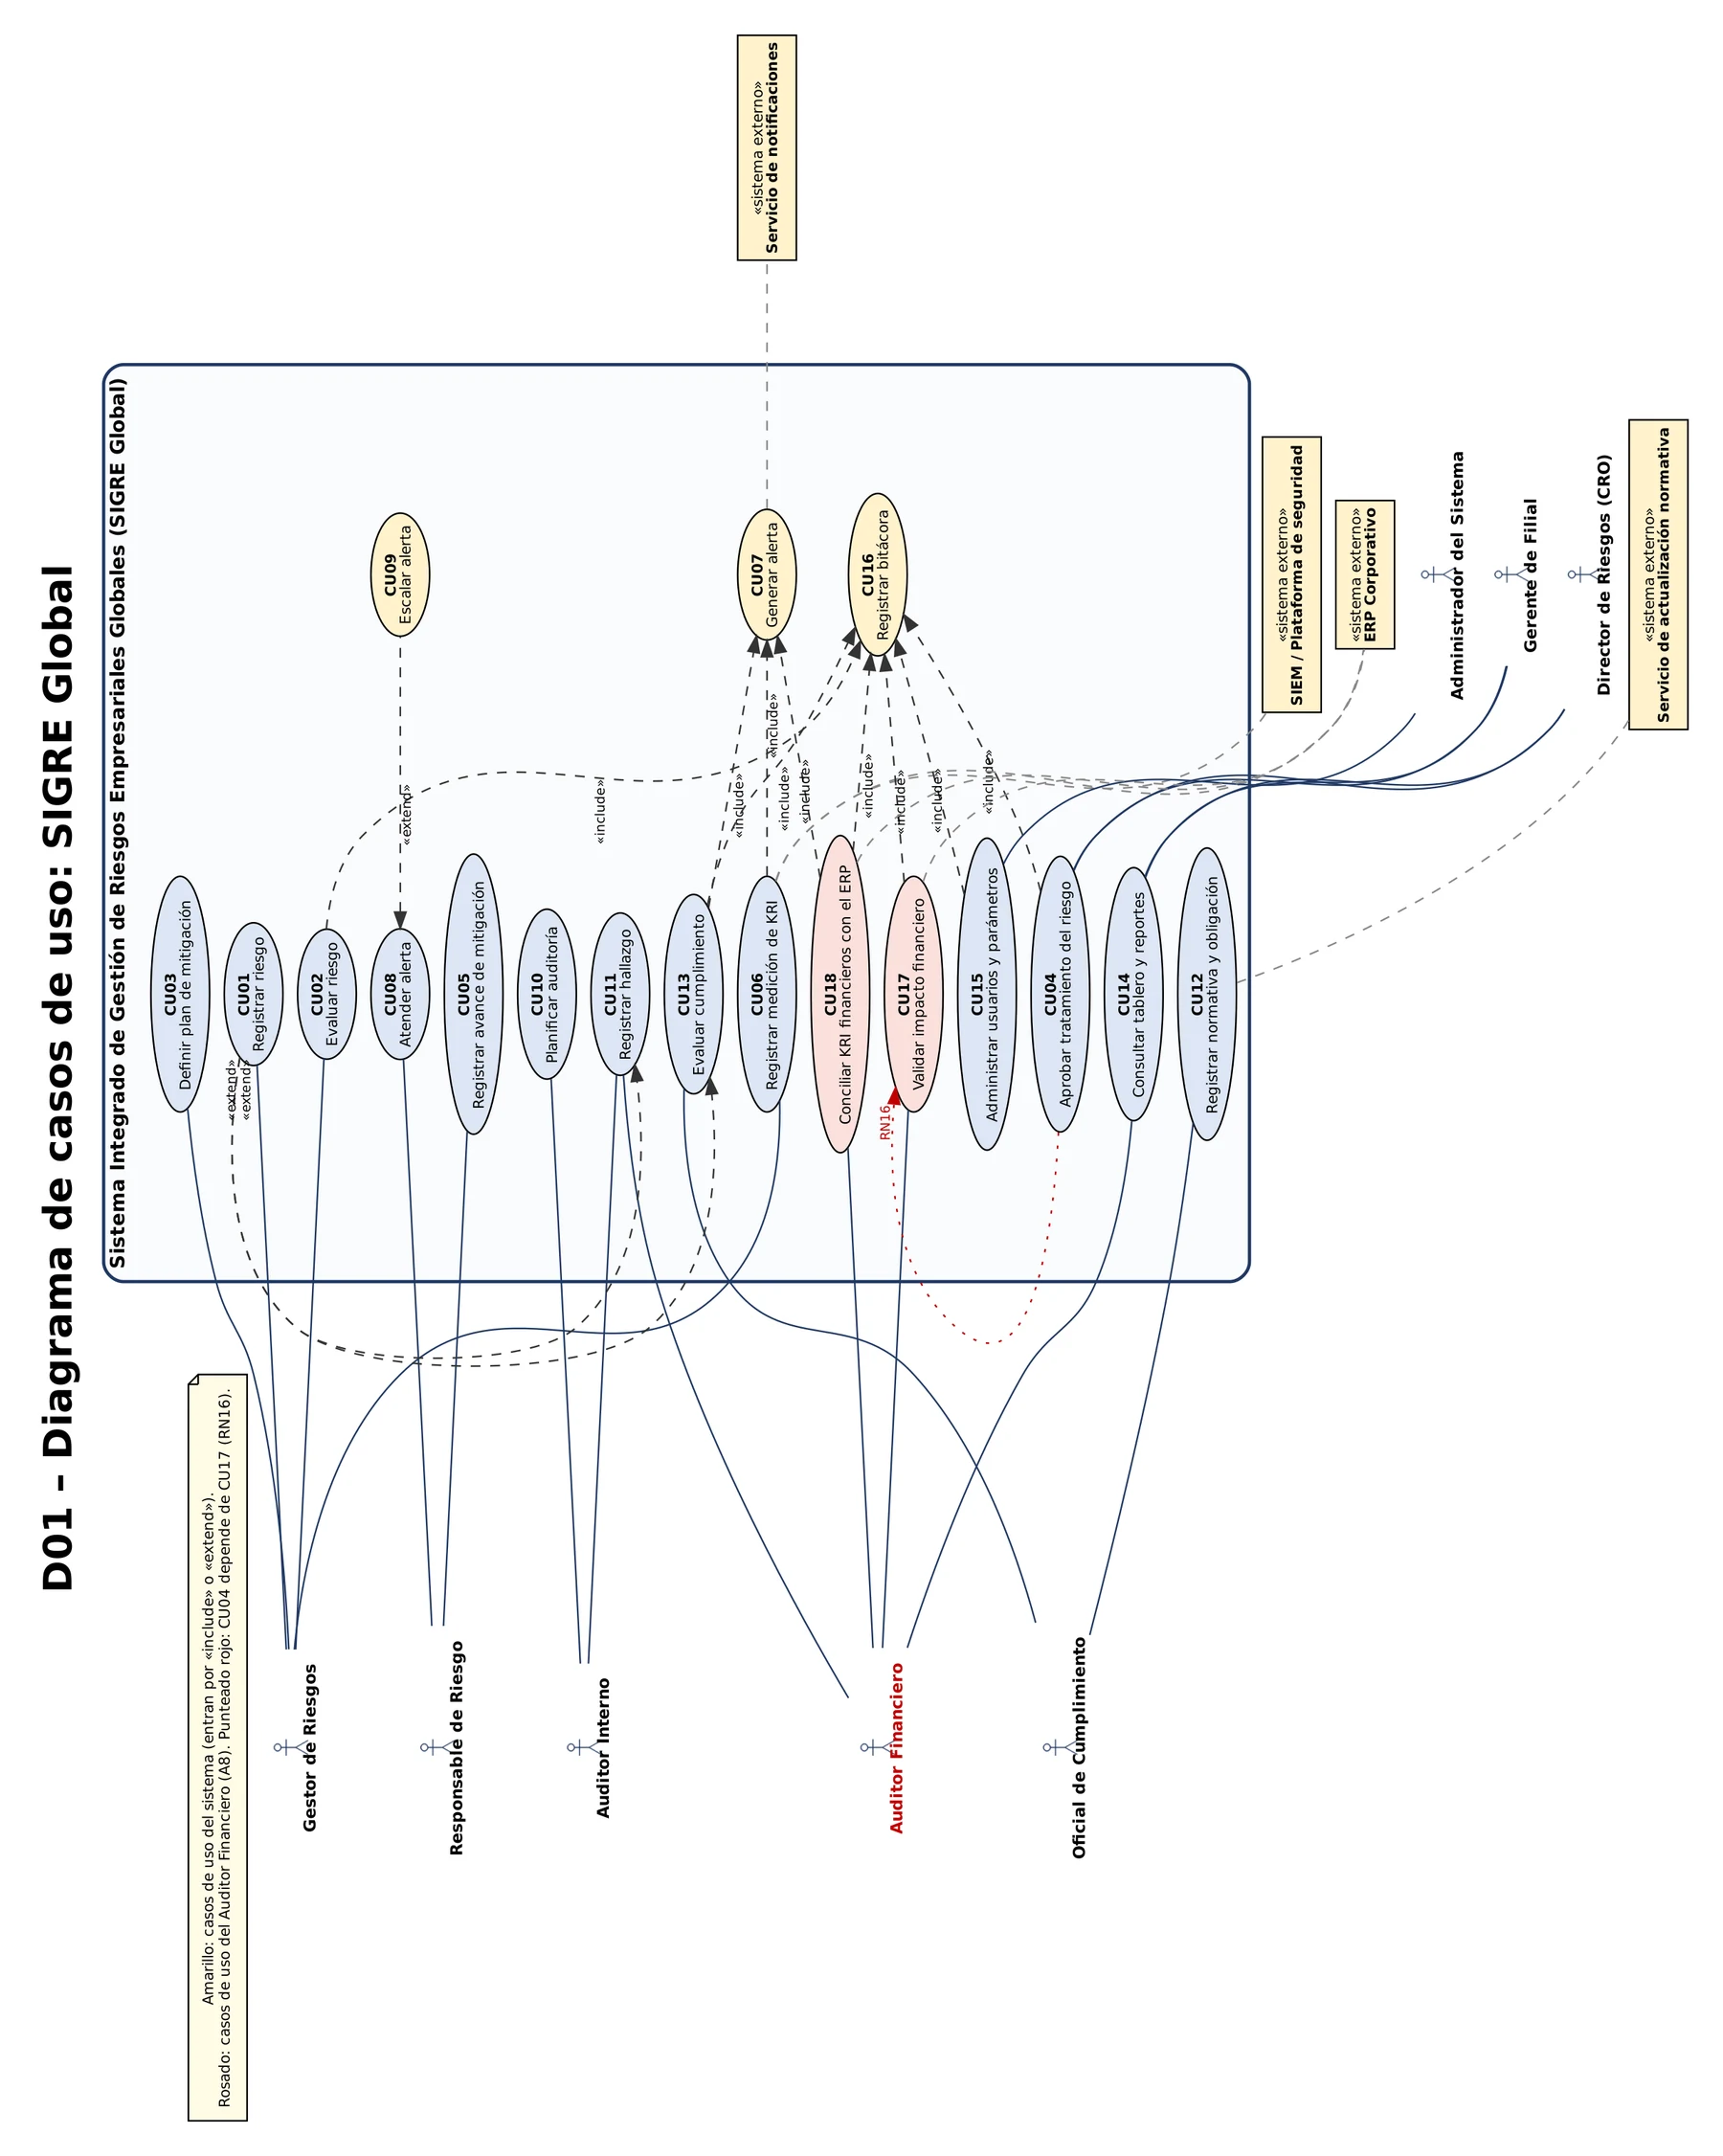 D01 – Diagrama de casos de uso: SIGRE Global
Sistema Integrado de Gestión de Riesgos Empresariales Globales (SIGRE Global)
Amarillo: casos de uso del sistema (entran por «include» o «extend»).
Rosado: casos de uso del Auditor Financiero (A8). Punteado rojo: CU04 depende de CU17 (RN16).
Gestor de Riesgos
Responsable de Riesgo
Auditor Interno
Auditor Financiero
Oficial de Cumplimiento
CU03
Definir plan de mitigación
CU01
Registrar riesgo
CU02
Evaluar riesgo
CU08
Atender alerta
CU05
Registrar avance de mitigación
CU10
Planificar auditoría
CU11
Registrar hallazgo
CU13
Evaluar cumplimiento
CU06
Registrar medición de KRI
CU18
Conciliar KRI financieros con el ERP
CU17
Validar impacto financiero
CU15
Administrar usuarios y parámetros
CU04
Aprobar tratamiento del riesgo
CU14
Consultar tablero y reportes
CU12
Registrar normativa y obligación
«extend»
«extend»
RN16
«extend»
«include»
«include»
«include»
«include»
«include»
«include»
«include»
«include»
«include»
CU09
Escalar alerta
CU07
Generar alerta
CU16
Registrar bitácora
«sistema externo»
Servicio de notificaciones
«sistema externo»
SIEM / Plataforma de seguridad
«sistema externo»
ERP Corporativo
Administrador del Sistema
Gerente de Filial
Director de Riesgos (CRO)
«sistema externo»
Servicio de actualización normativa